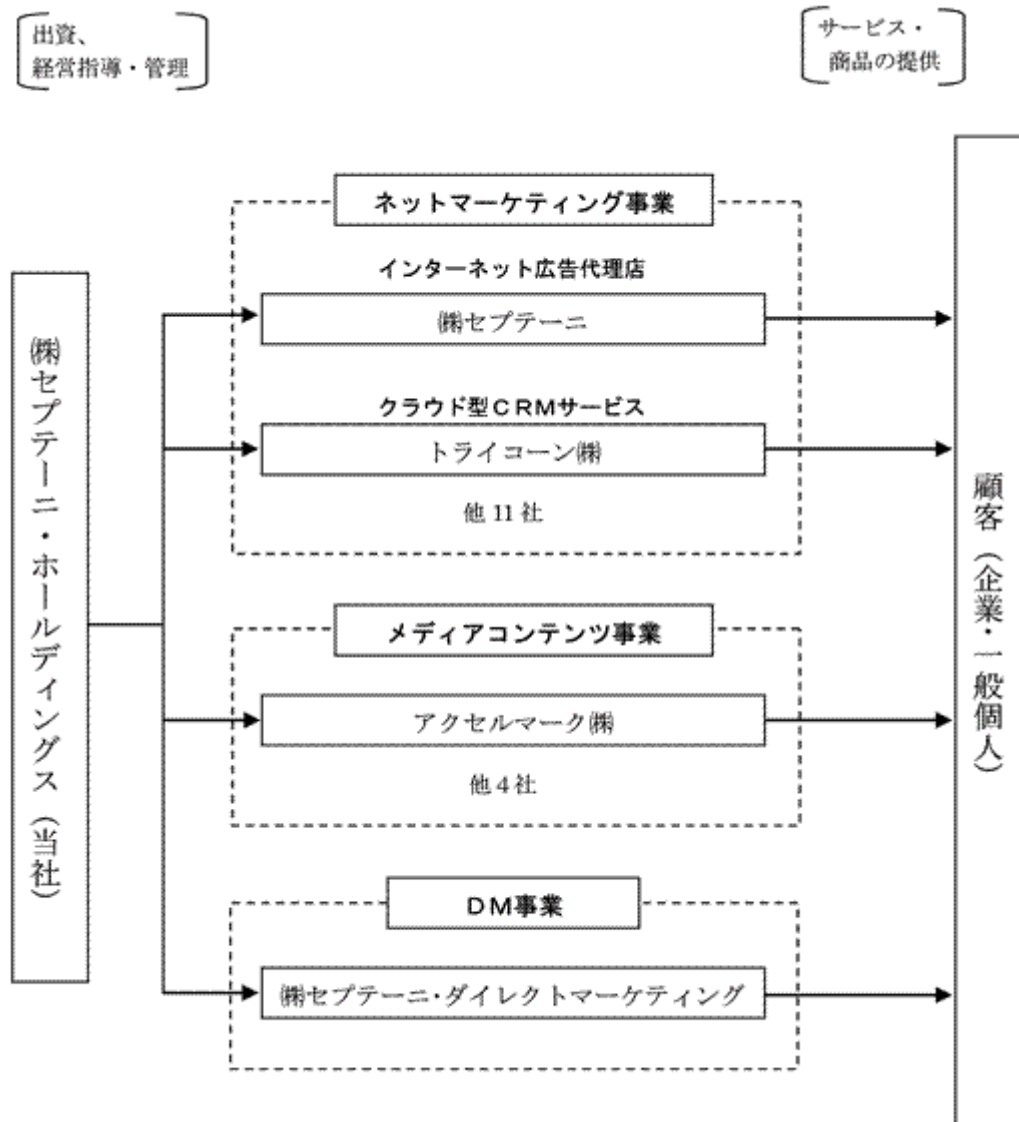 出資、
経営指導・管理
サービス・
商品の提供
ネットマーケティング事業
インターネット広告代理店
㈱セプテーニ
クラウド型ＣＲＭサービス
トライコーン㈱
他 11 社
㈱セプテーニ・ホールディングス（当社）
メディアコンテンツ事業
アクセルマーク㈱
他 4 社
ＤＭ事業
㈱セプテーニ・ダイレクトマーケティング
顧客（企業・一般個人）